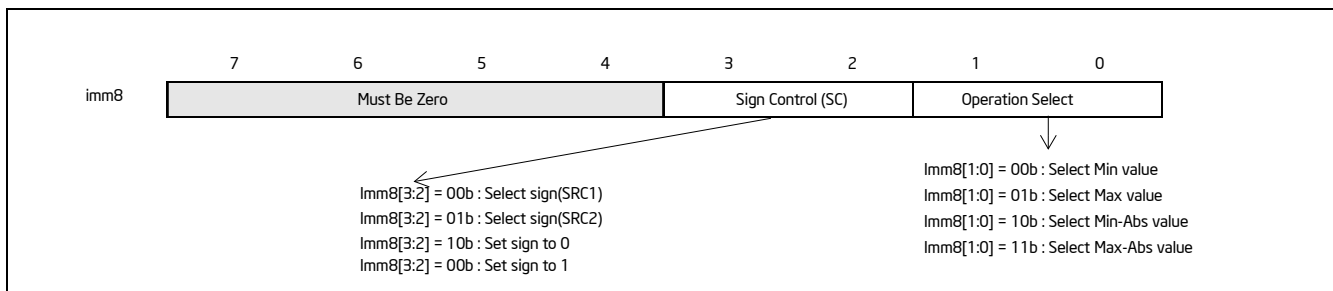 7 6 5 4 3 2 1 0
imm8 Must Be Zero Sign Control (SC) Operation Select
Imm8[3:2] = 00b : Select sign(SRC1)
Imm8[3:2] = 01b : Select sign(SRC2)
Imm8[3:2] = 10b : Set sign to 0
Imm8[3:2] = 00b : Set sign to 1
Imm8[1:0] = 00b : Select Min value
Imm8[1:0] = 01b : Select Max value
Imm8[1:0] = 10b : Select Min-Abs value
Imm8[1:0] = 11b : Select Max-Abs value